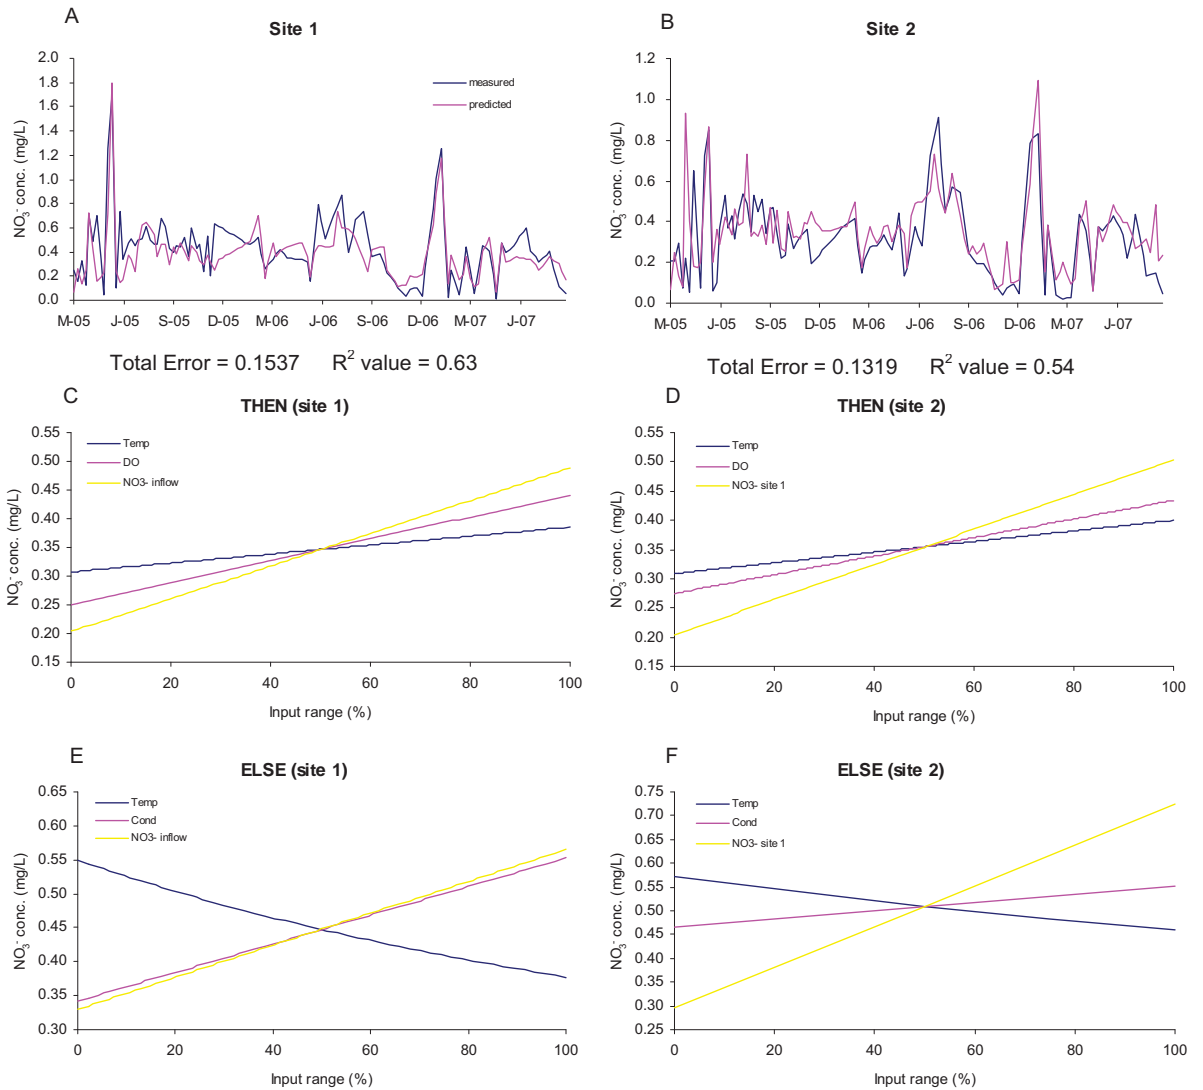 A
Site 1
NO3- conc. (mg/L)
2.0
1.8
1.6
1.4
1.2
1.0
0.8
0.6
0.4
0.2
0.0
measured
predicted
M-05 J-05 S-05 D-05 M-06 J-06 S-06 D-06 M-07 J-07
Total Error = 0.1537 R2 value = 0.63
B
Site 2
NO3- conc. (mg/L)
1.2
1.0
0.8
0.6
0.4
0.2
0.0
M-05 J-05 S-05 D-05 M-06 J-06 S-06 D-06 M-07 J-07
Total Error = 0.1319 R2 value = 0.54
C
THEN (site 1)
NO3- conc. (mg/L)
0.55
0.50
0.45
0.40
0.35
0.30
0.25
0.20
0.15
Temp
DO
NO3- inflow
0 20 40 60 80 100
Input range (%)
D
THEN (site 2)
NO3- conc. (mg/L)
0.55
0.50
0.45
0.40
0.35
0.30
0.25
0.20
0.15
Temp
DO
NO3- site 1
0 20 40 60 80 100
Input range (%)
E
ELSE (site 1)
NO3- conc. (mg/L)
0.65
0.60
0.55
0.50
0.45
0.40
0.35
0.30
Temp
Cond
NO3- inflow
0 20 40 60 80 100
Input range (%)
F
ELSE (site 2)
NO3- conc. (mg/L)
0.75
0.70
0.65
0.60
0.55
0.50
0.45
0.40
0.35
0.30
0.25
Temp
Cond
NO3- site 1
0 20 40 60 80 100
Input range (%)